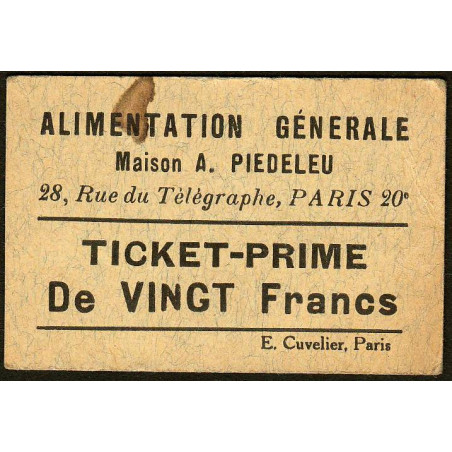 ALIMENTATION GÉNERALE
Maison A. PIEDELEU
28, Rue du Télégraphe, PARIS 20e
TICKET-PRIME
De VINGT Francs
E. Cuvelier, Paris